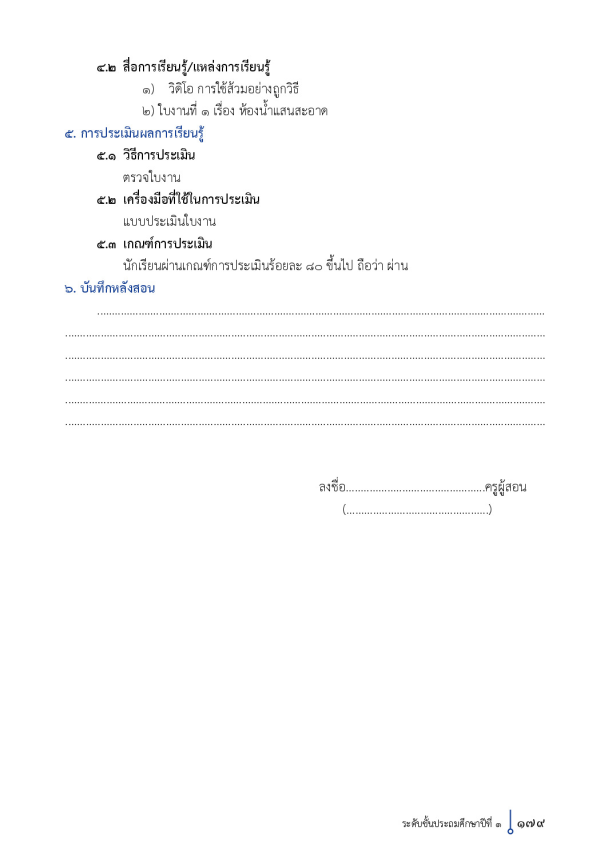 ๔.๒ สื่อการเรียนรู้/แหล่งการเรียนรู้
๑) วิดิโอ การใช้ส้วมอย่างถูกวิธี
๒) ใบงานที่ ๑ เรื่อง ห้องน้ำแสนสะอาด
๕. การประเมินผลการเรียนรู้
๕.๑ วิธีการประเมิน
ตรวจใบงาน
๕.๒ เครื่องมือที่ใช้ในการประเมิน
แบบประเมินใบงาน
๕.๓ เกณฑ์การประเมิน
นักเรียนผ่านเกณฑ์การประเมินร้อยละ ๘๐ ขึ้นไป ถือว่า ผ่าน
๖. บันทึกหลังสอน
ลงชื่อ...............................................ครูผู้สอน
(................................................)
ระดับชั้นประถมศึกษาปีที่ ๑ ๑๗๙